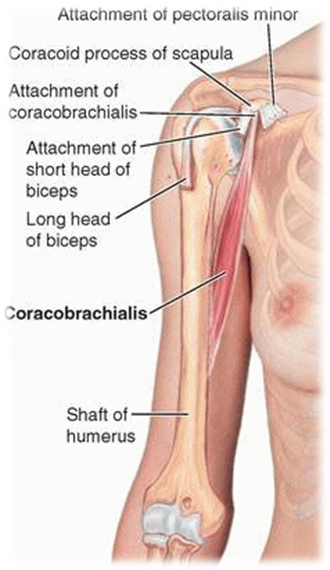 Attachment of pectoralis minor
Coracoid process of scapula
Attachment of
coracobrachialis
Attachment of
short head of
biceps
Long head
of biceps
Coracobrachialis
Shaft of
humerus